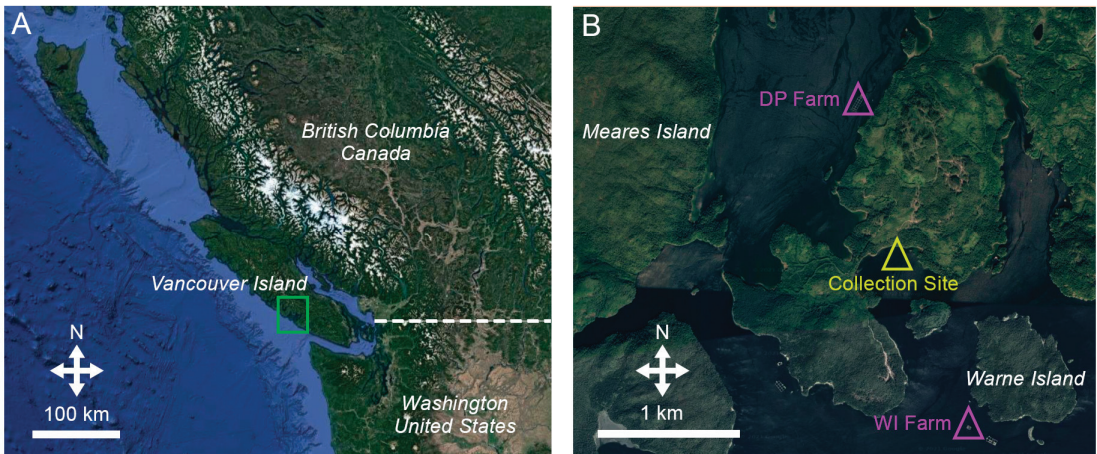 A
British Columbia
Canada
Vancouver Island
N
100 km
Washington
United States
B
DP Farm
Meares Island
Collection Site
N
1 km
Warne Island
WI Farm